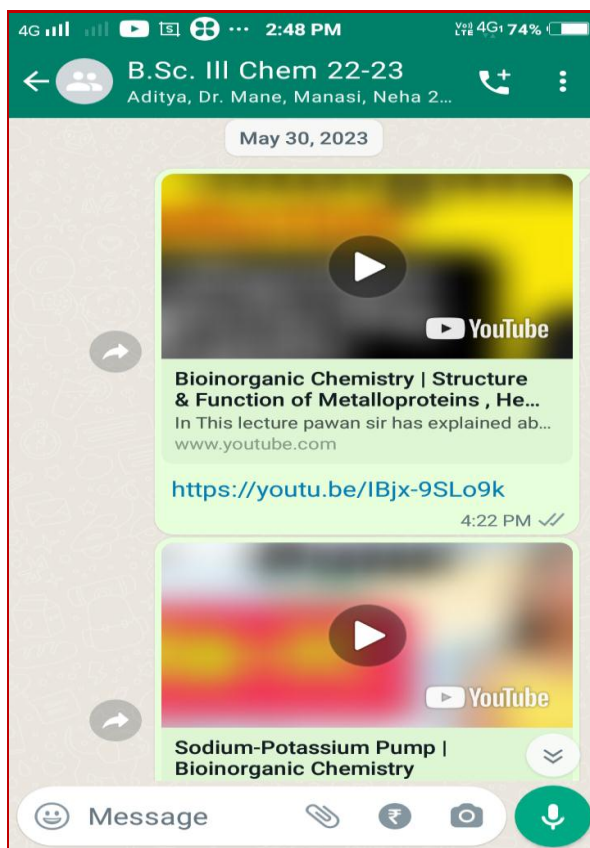 4G 2:48 PM VoD LTE 4G↑ 74%
B.Sc. III Chem 22-23
Aditya, Dr. Mane, Manasi, Neha 2...
May 30, 2023
YouTube
Bioinorganic Chemistry | Structure
& Function of Metalloproteins , He...
In This lecture pawan sir has explained ab...
www.youtube.com
https://youtu.be/IBjx-9SLo9k
4:22 PM
YouTube
Sodium-Potassium Pump |
Bioinorganic Chemistry
Message